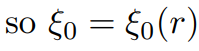 so ξ₀ = ξ₀(r)